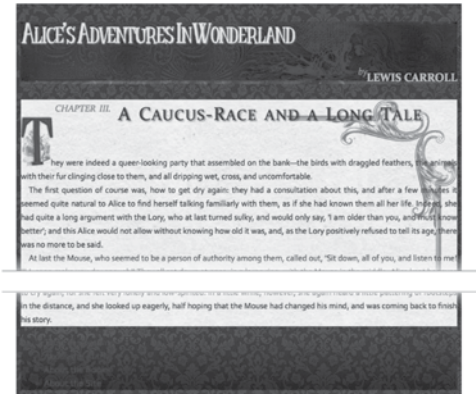 ALICE'S ADVENTURES IN WONDERLAND
by LEWIS CARROLL
CHAPTER III. A CAUCUS-RACE AND A LONG TALE
They were indeed a queer-looking party that assembled on the bank—the birds with draggled feathers, the animals
with their fur clinging close to them, and all dripping wet, cross, and uncomfortable.
The first question of course was, how to get dry again: they had a consultation about this, and after a few minutes it
seemed quite natural to Alice to find herself talking familiarly with them, as if she had known them all her life. Indeed, she
had quite a long argument with the Lory, who at last turned sulky, and would only say, 'I am older than you, and must know
better'; and this Alice would not allow without knowing how old it was, and, as the Lory positively refused to tell its age, there
was no more to be said.
At last the Mouse, who seemed to be a person of authority among them, called out, 'Sit down, all of you, and listen to me!
in the distance, and she looked up eagerly, half hoping that the Mouse had changed his mind, and was coming back to finish
his story.